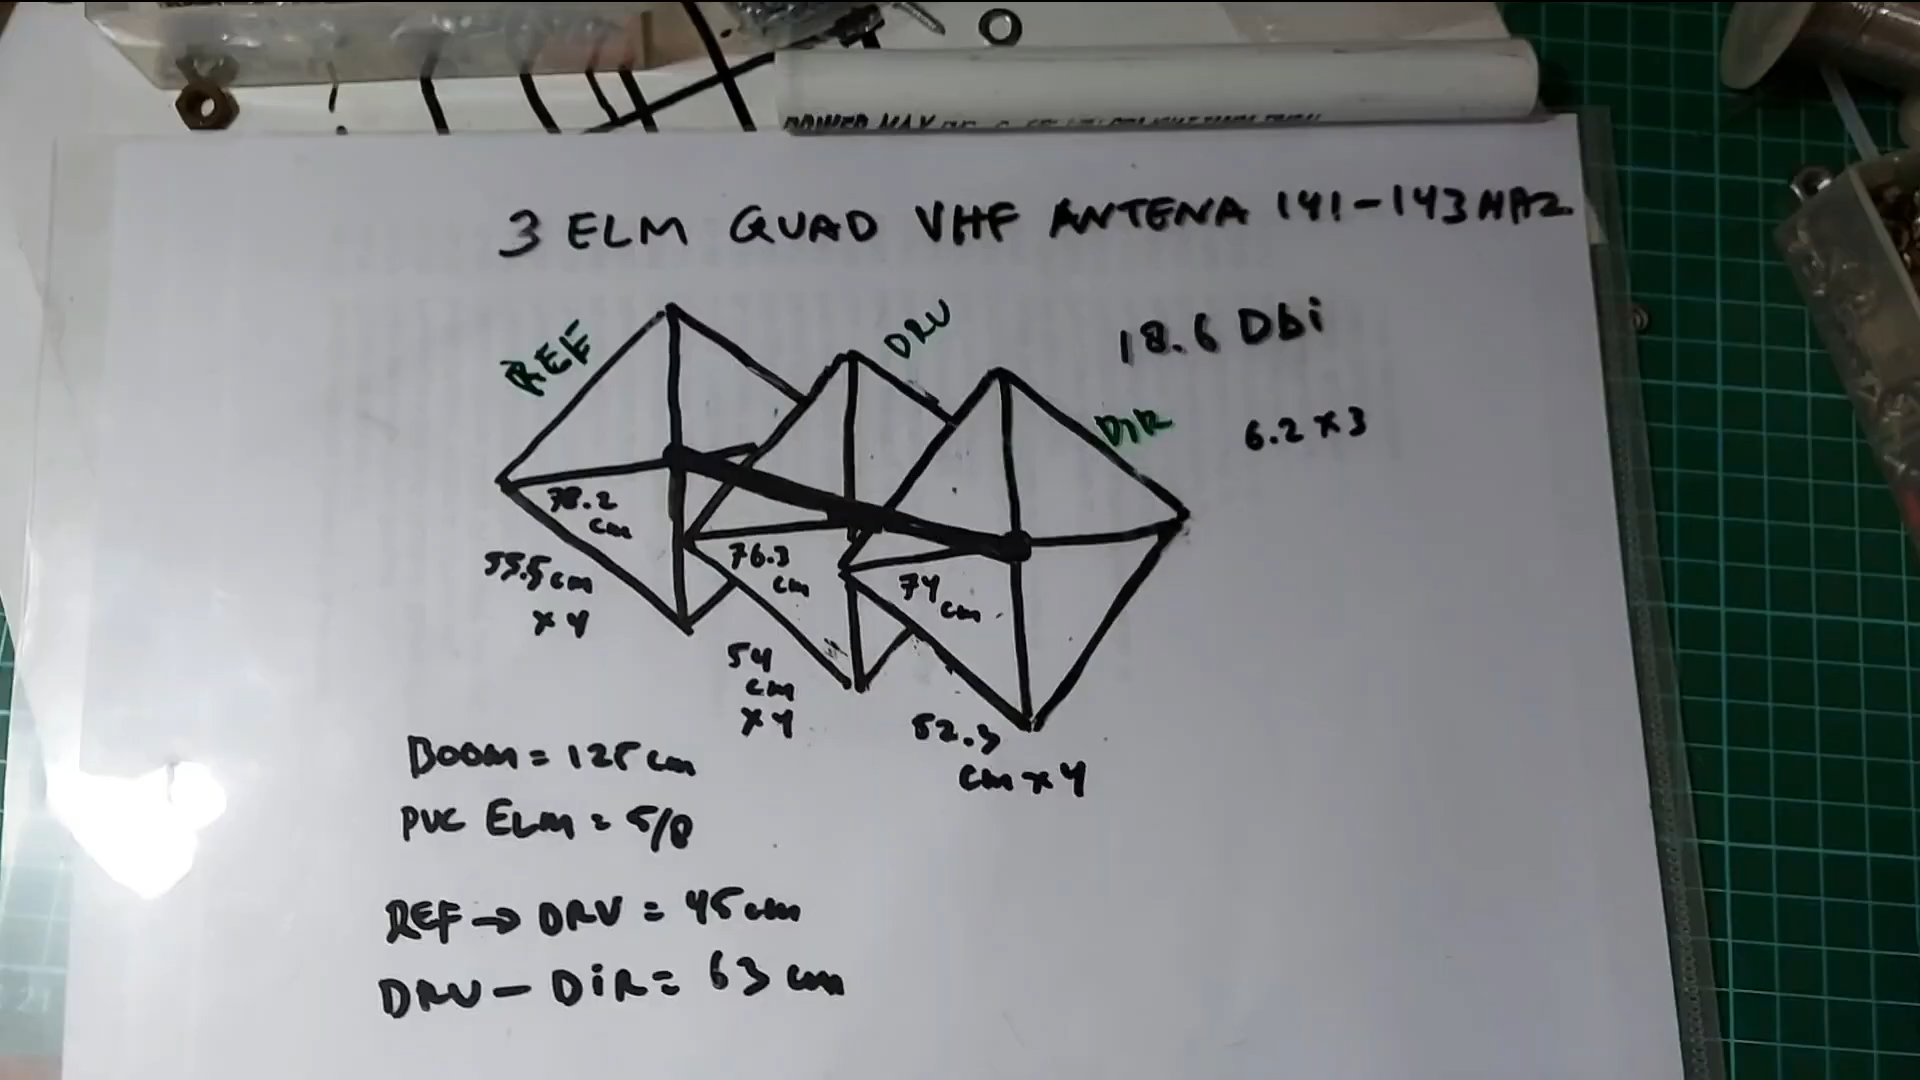 POWER MAX
3 ELM QUAD VHF ANTENA 141-143 MHZ
REF
DRV
18.6 Dbi
DIR
6.2 x 3
78.2
cm
76.3
cm
55.5 cm
x 4
74
cm
54
cm
x 4
52.3
cm x 4
BOOM = 125 cm
PVC ELM = 5/8
REF → DRV = 45 cm
DRV - DiR = 63 cm